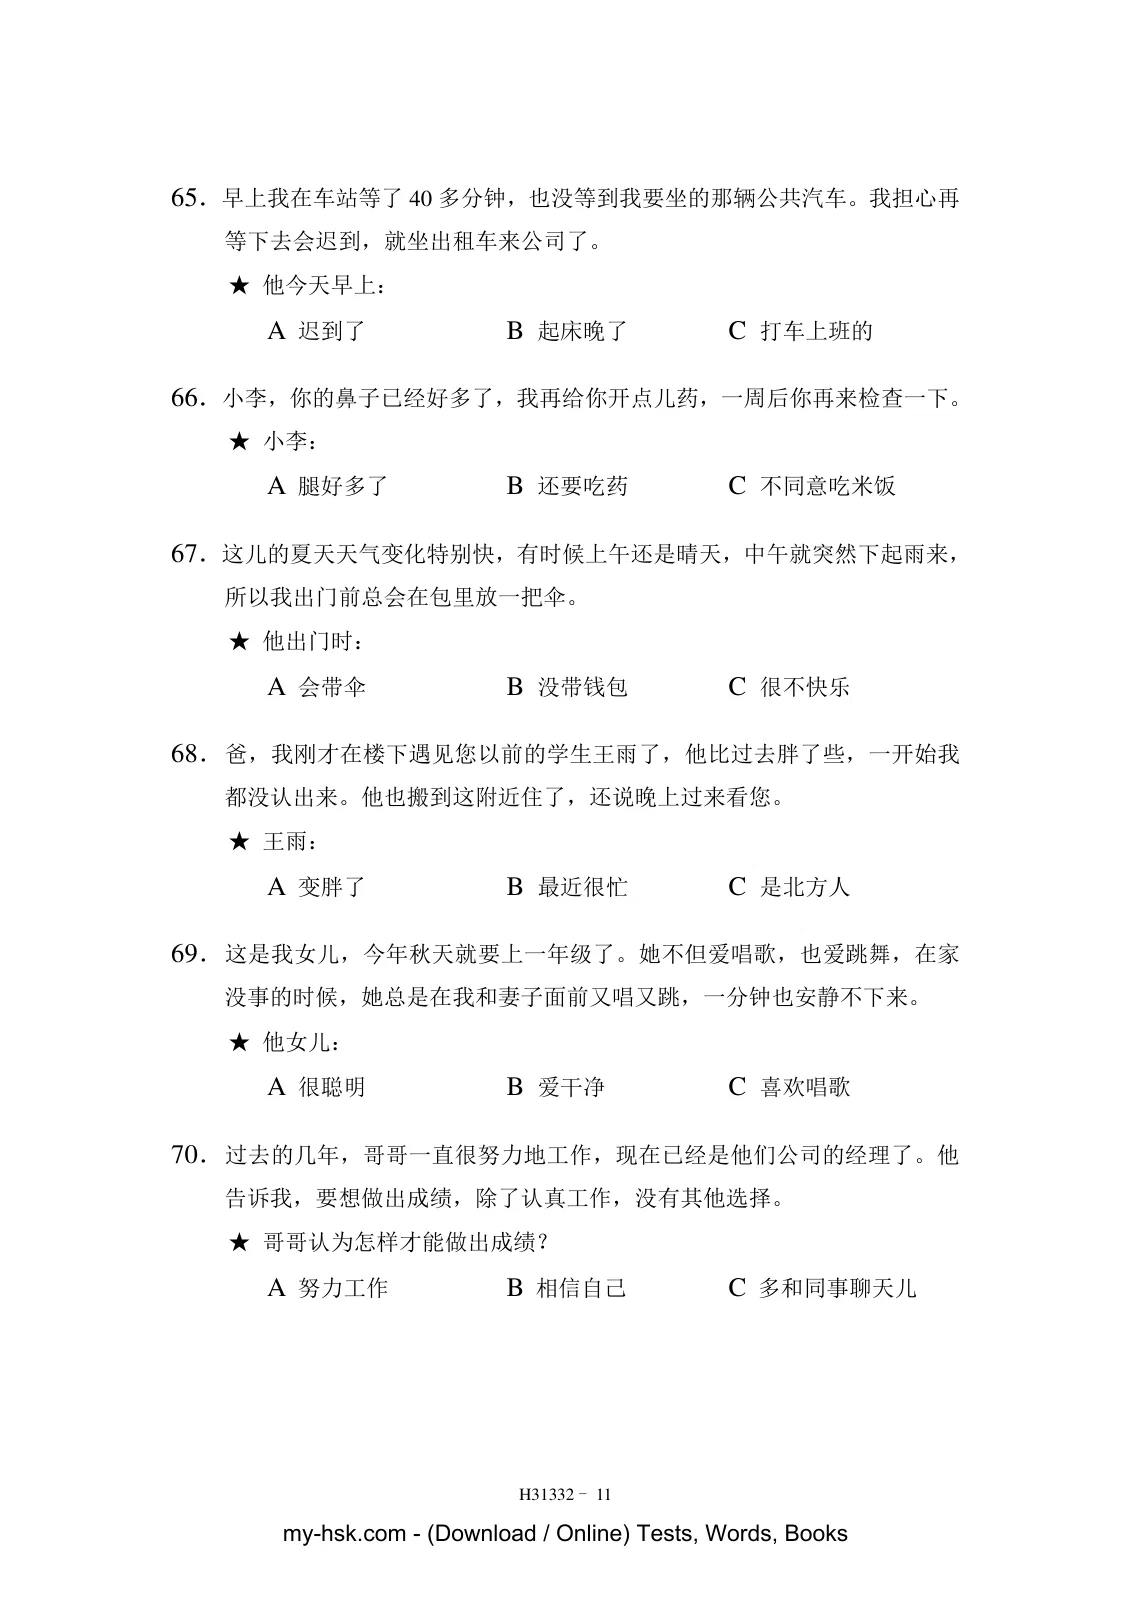 65．早上我在车站等了 40 多分钟，也没等到我要坐的那辆公共汽车。我担心再
等下去会迟到，就坐出租车来公司了。
★ 他今天早上：
A 迟到了 B 起床晚了 C 打车上班的
66．小李，你的鼻子已经好多了，我再给你开点儿药，一周后你再来检查一下。
★ 小李：
A 腿好多了 B 还要吃药 C 不同意吃米饭
67．这儿的夏天天气变化特别快，有时候上午还是晴天，中午就突然下起雨来，
所以我出门前总会在包里放一把伞。
★ 他出门时：
A 会带伞 B 没带钱包 C 很不快乐
68．爸，我刚才在楼下遇见您以前的学生王雨了，他比过去胖了些，一开始我
都没认出来。他也搬到这附近住了，还说晚上过来看您。
★ 王雨：
A 变胖了 B 最近很忙 C 是北方人
69．这是我女儿，今年秋天就要上一年级了。她不但爱唱歌，也爱跳舞，在家
没事的时候，她总是在我和妻子面前又唱又跳，一分钟也安静不下来。
★ 他女儿：
A 很聪明 B 爱干净 C 喜欢唱歌
70．过去的几年，哥哥一直很努力地工作，现在已经是他们公司的经理了。他
告诉我，要想做出成绩，除了认真工作，没有其他选择。
★ 哥哥认为怎样才能做出成绩？
A 努力工作 B 相信自己 C 多和同事聊天儿
H31332－ 11
my-hsk.com - (Download / Online) Tests, Words, Books